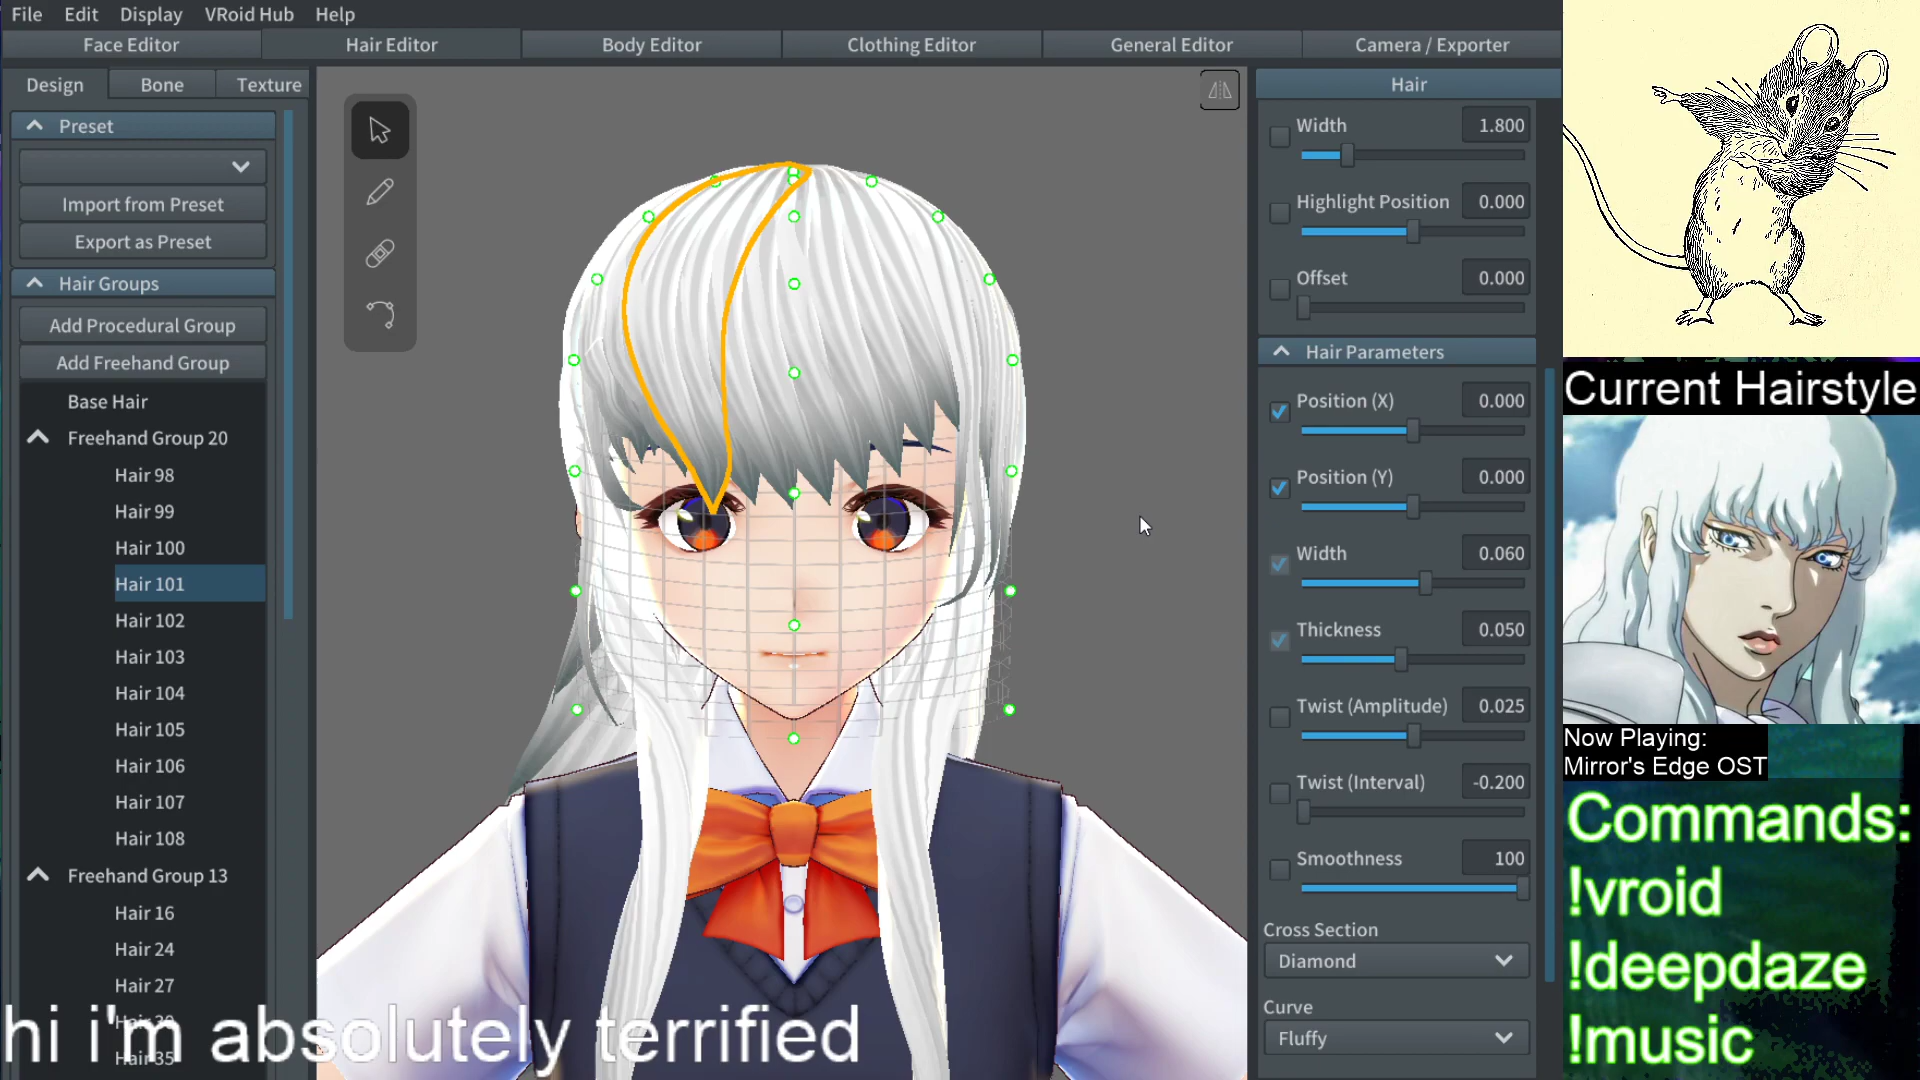 File Edit Display VRoid Hub Help
Face Editor Hair Editor Body Editor Clothing Editor General Editor Camera / Exporter
Design Bone Texture
Preset
Import from Preset
Export as Preset
Hair Groups
Add Procedural Group
Add Freehand Group
Base Hair
Freehand Group 20
Hair 98
Hair 99
Hair 100
Hair 101
Hair 102
Hair 103
Hair 104
Hair 105
Hair 106
Hair 107
Hair 108
Freehand Group 13
Hair 16
Hair 24
Hair 27
Hair 35
hi i'm absolutely terrified
Hair
Width 1.800
Highlight Position 0.000
Offset 0.000
Hair Parameters
Position (X) 0.000
Position (Y) 0.000
Width 0.060
Thickness 0.050
Twist (Amplitude) 0.025
Twist (Interval) -0.200
Smoothness 100
Cross Section
Diamond
Curve
Fluffy
Current Hairstyle
Now Playing:
Mirror's Edge OST
Commands:
!vroid
!deepdaze
!music